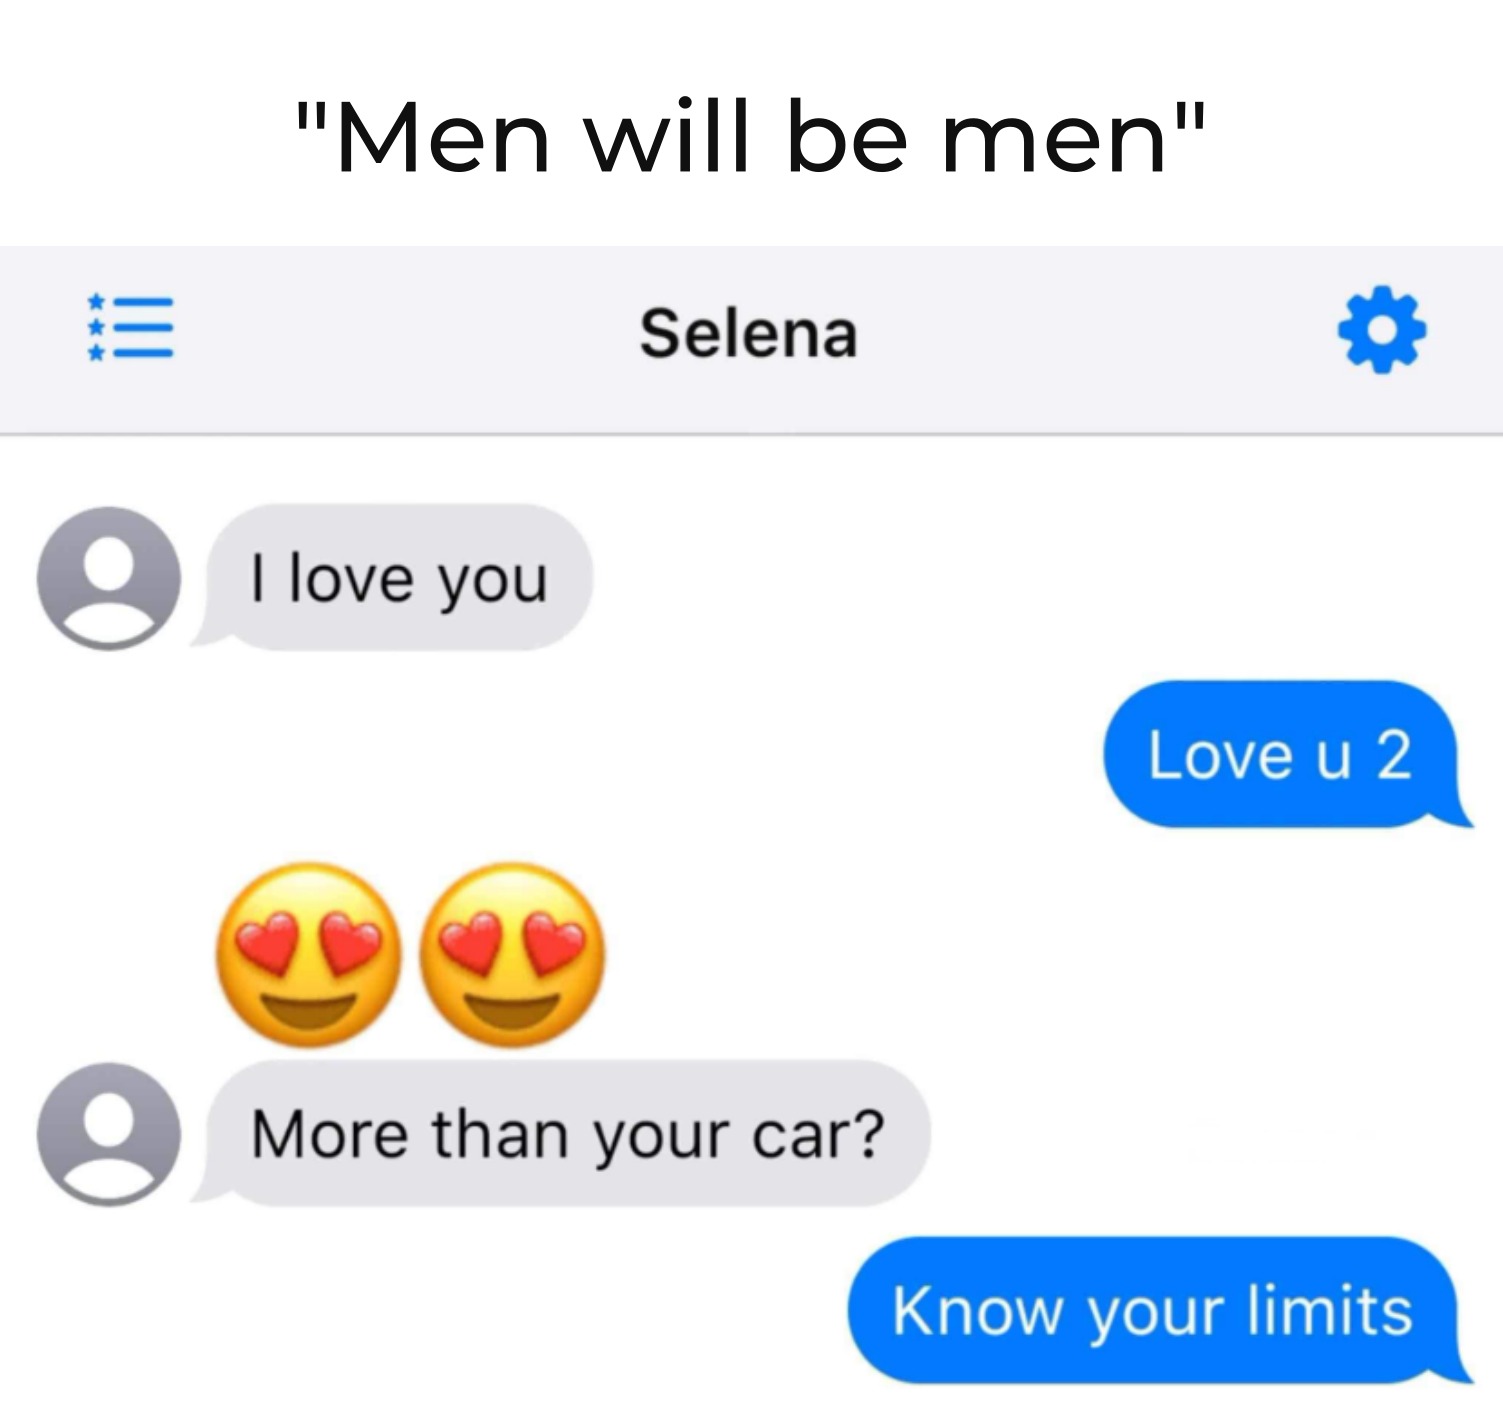 "Men will be men"
Selena
I love you
Love u 2
😍😍
More than your car?
Know your limits